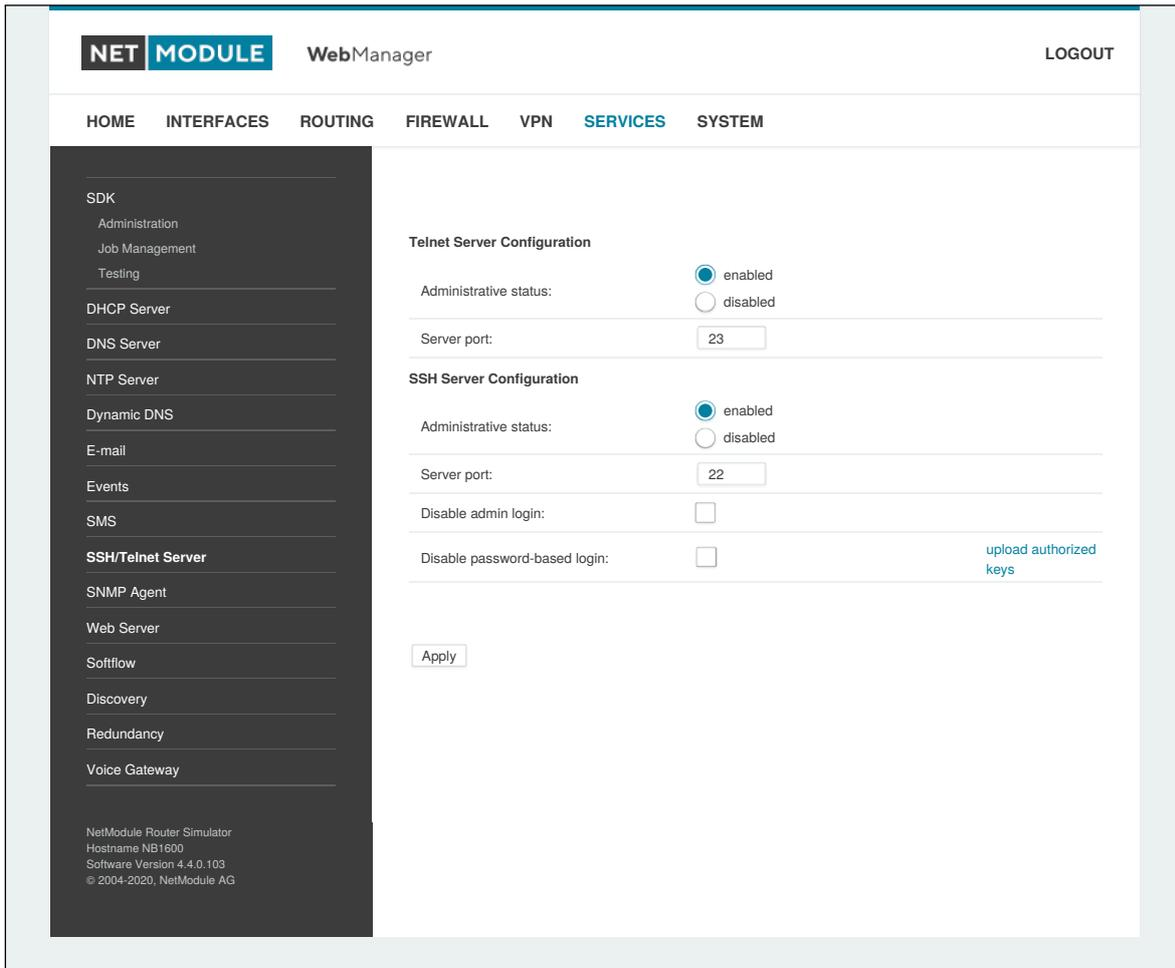 NET MODULE WebManager
LOGOUT
HOME INTERFACES ROUTING FIREWALL VPN SERVICES SYSTEM
SDK
Administration
Job Management
Testing
DHCP Server
DNS Server
NTP Server
Dynamic DNS
E-mail
Events
SMS
SSH/Telnet Server
SNMP Agent
Web Server
Softflow
Discovery
Redundancy
Voice Gateway
NetModule Router Simulator
Hostname NB1600
Software Version 4.4.0.103
© 2004-2020, NetModule AG
Telnet Server Configuration
Administrative status:
enabled
disabled
Server port: 23
SSH Server Configuration
Administrative status:
enabled
disabled
Server port: 22
Disable admin login:
Disable password-based login:
upload authorized
keys
Apply